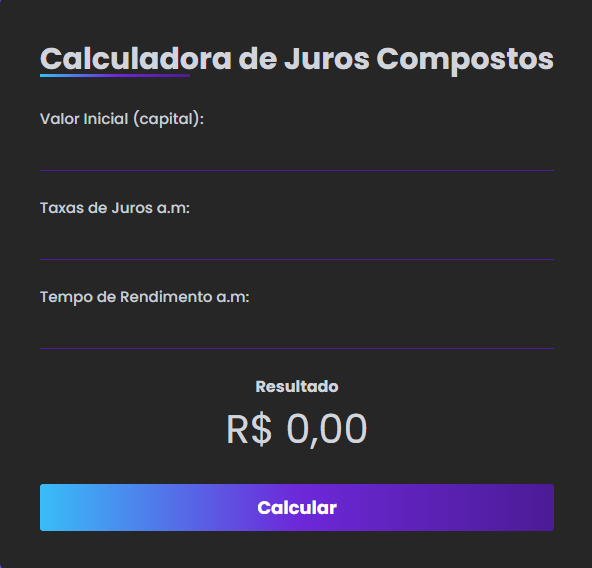 Calculadora de Juros Compostos
Valor Inicial (capital):
Taxas de Juros a.m:
Tempo de Rendimento a.m:
Resultado
R$ 0,00
Calcular